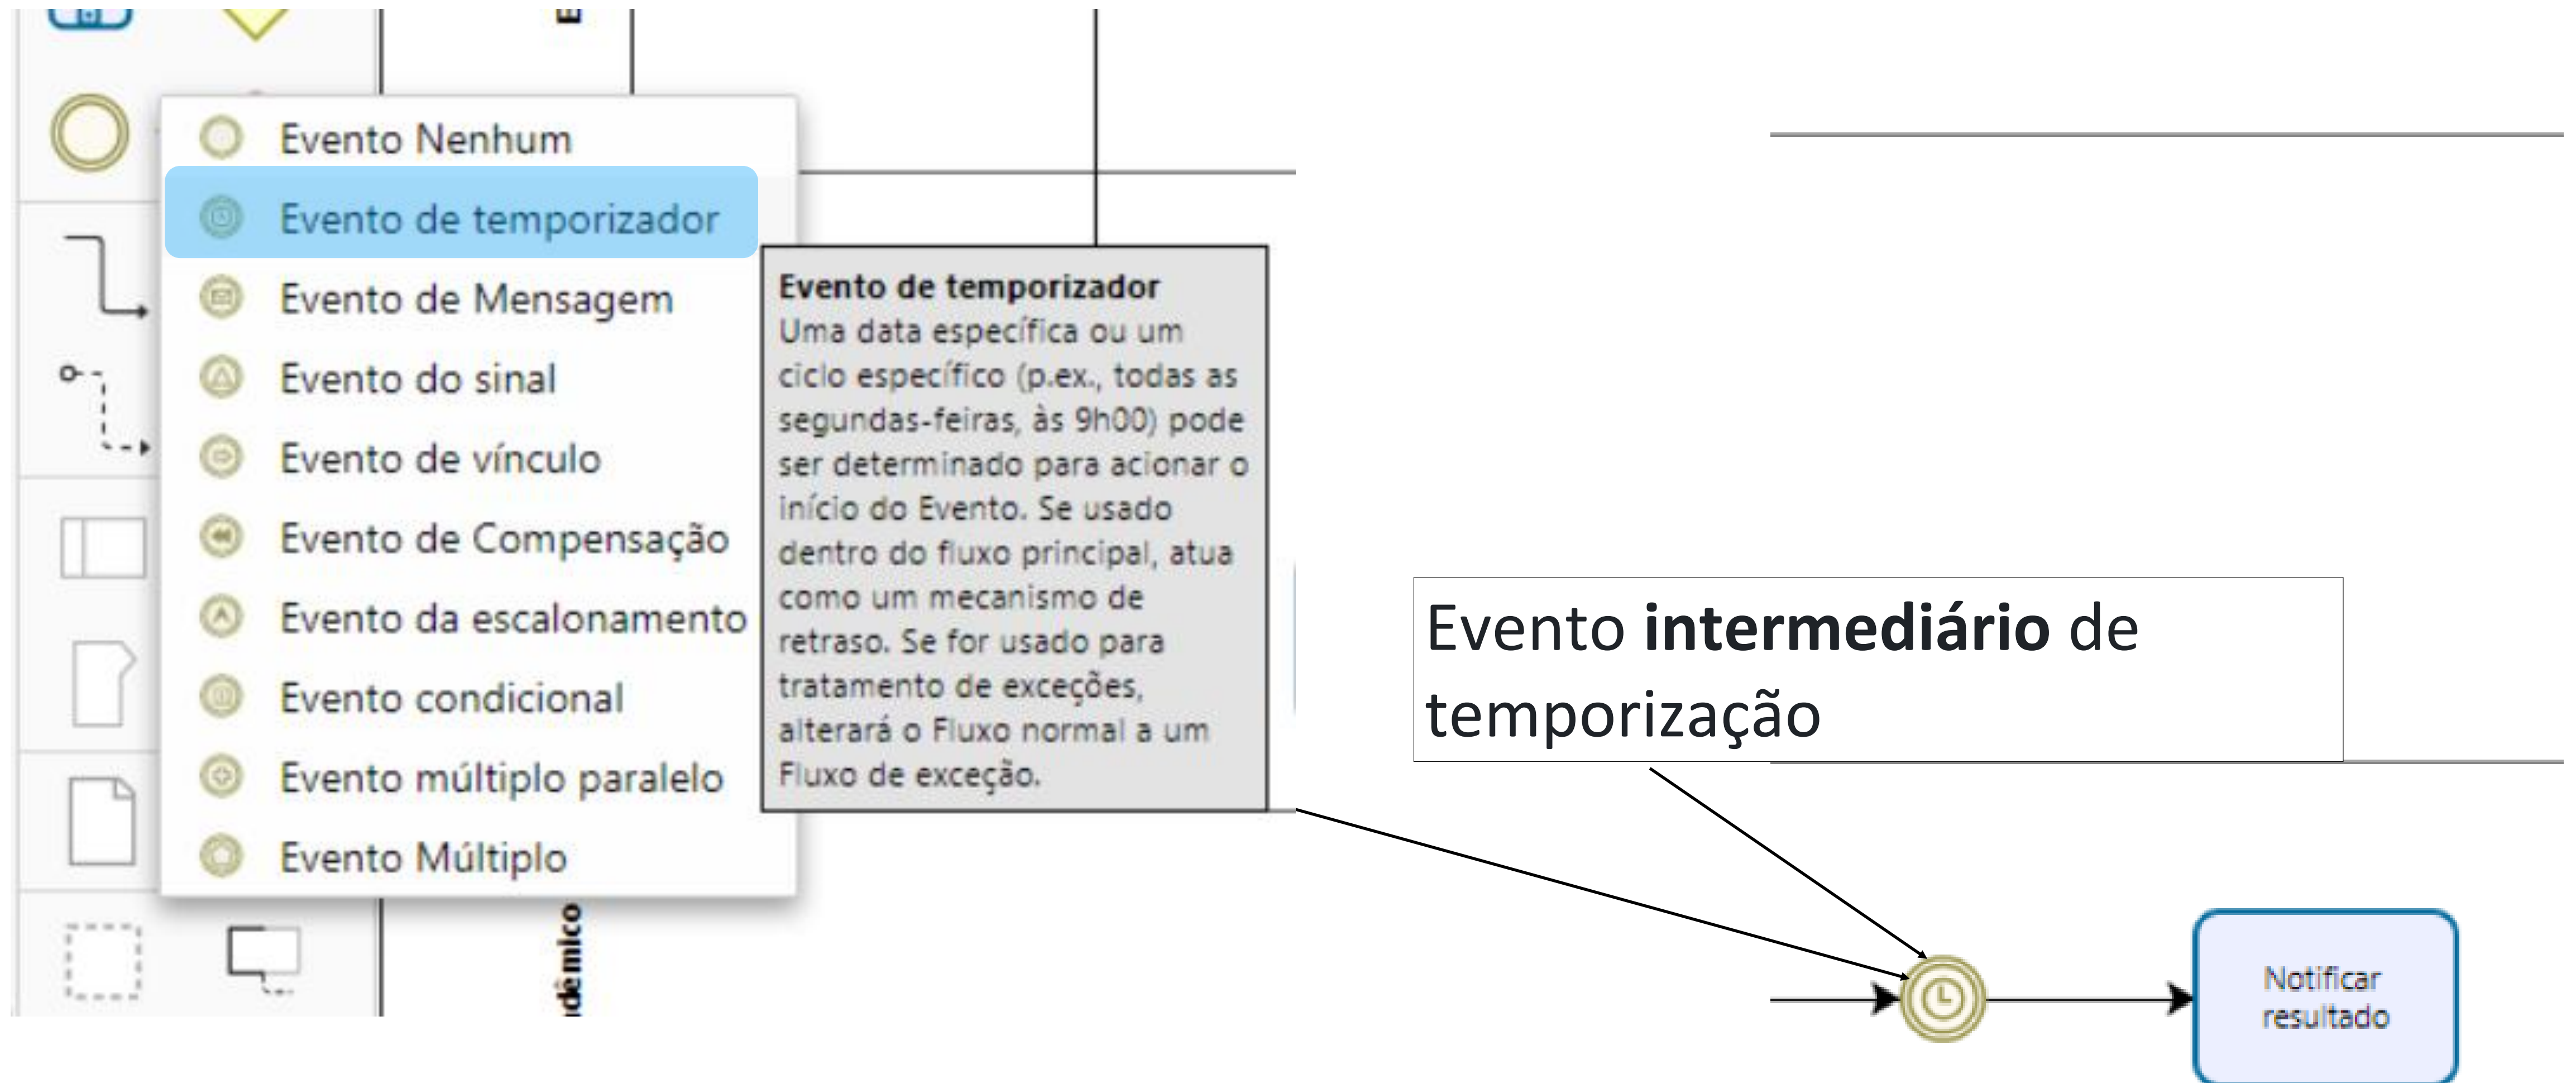 Evento Nenhum
Evento de temporizador
Evento de Mensagem
Evento do sinal
Evento de vínculo
Evento de Compensação
Evento da escalonamento
Evento condicional
Evento múltiplo paralelo
Evento Múltiplo
Evento de temporizador
Uma data específica ou um
ciclo específico (p.ex., todas as
segundas-feiras, às 9h00) pode
ser determinado para acionar o
início do Evento. Se usado
dentro do fluxo principal, atua
como um mecanismo de
retraso. Se for usado para
tratamento de exceções,
alterará o Fluxo normal a um
Fluxo de exceção.
Evento intermediário de
temporização
Notificar
resultado